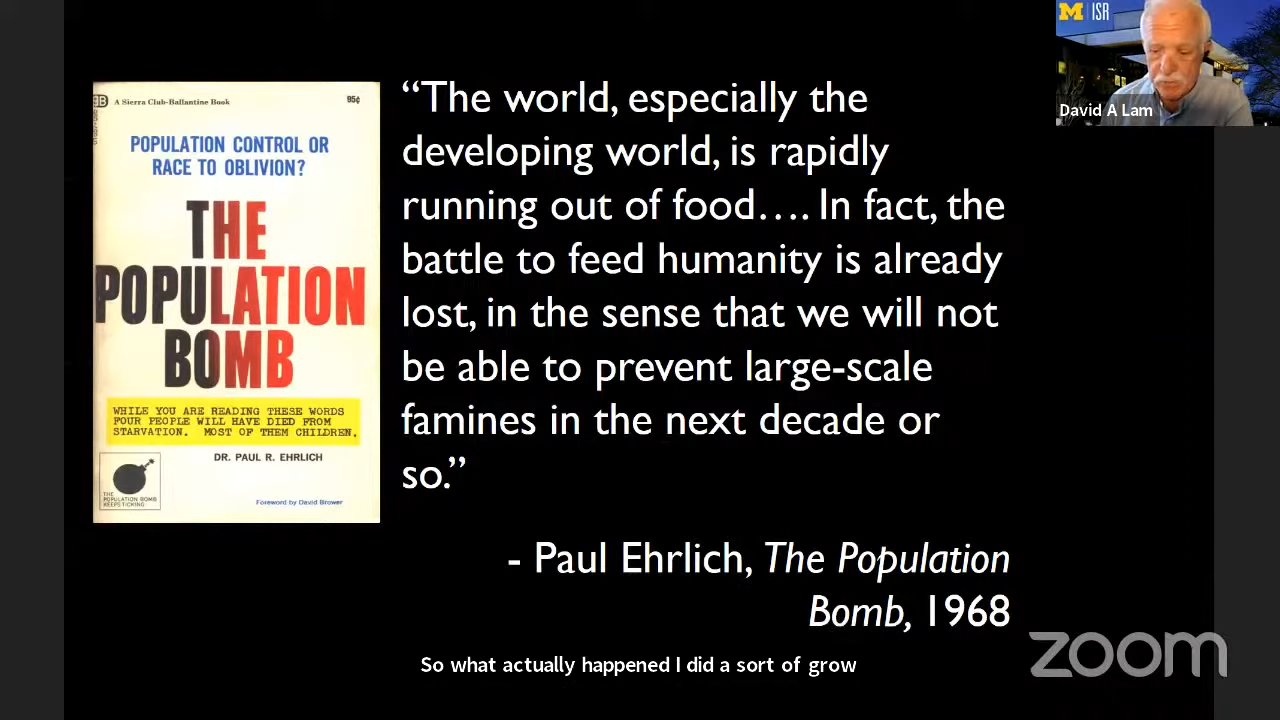 A Sierra Club-Ballantine Book
95¢
POPULATION CONTROL OR
RACE TO OBLIVION?
THE
POPULATION
BOMB
WHILE YOU ARE READING THESE WORDS
FOUR PEOPLE WILL HAVE DIED FROM
STARVATION. MOST OF THEM CHILDREN.
DR. PAUL R. EHRLICH
THE
POPULATION BOMB
KEEPS TICKING
Foreword by David Brower
“The world, especially the
developing world, is rapidly
running out of food…. In fact, the
battle to feed humanity is already
lost, in the sense that we will not
be able to prevent large-scale
famines in the next decade or
so.”
- Paul Ehrlich, The Population
Bomb, 1968
M ISR
David A Lam
So what actually happened I did a sort of grow
zoom